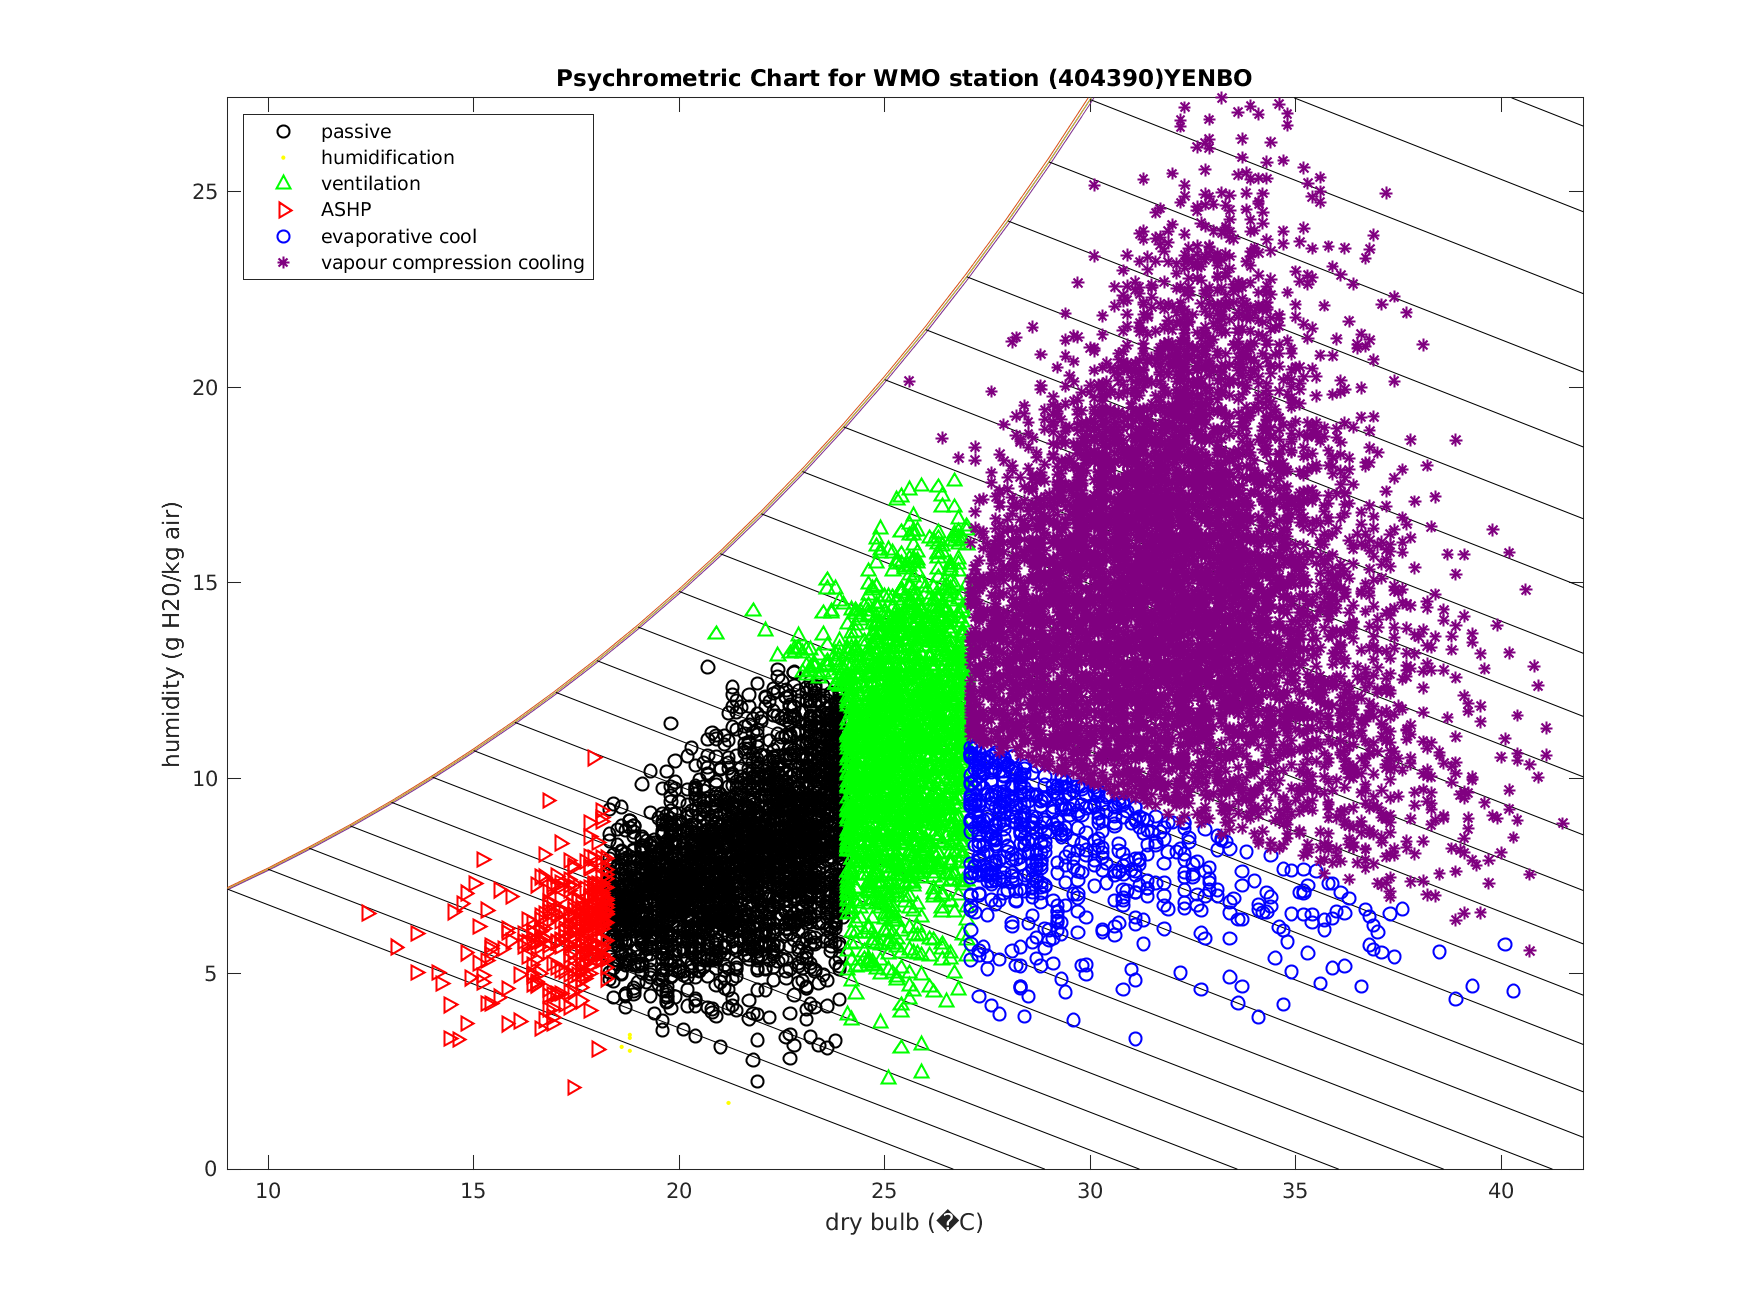 Psychrometric Chart for WMO station (404390)YENBO
passive
humidification
ventilation
ASHP
evaporative cool
vapour compression cooling
humidity (g H20/kg air)
25
20
15
10
5
0
10 15 20 25 30 35 40
dry bulb (�C)